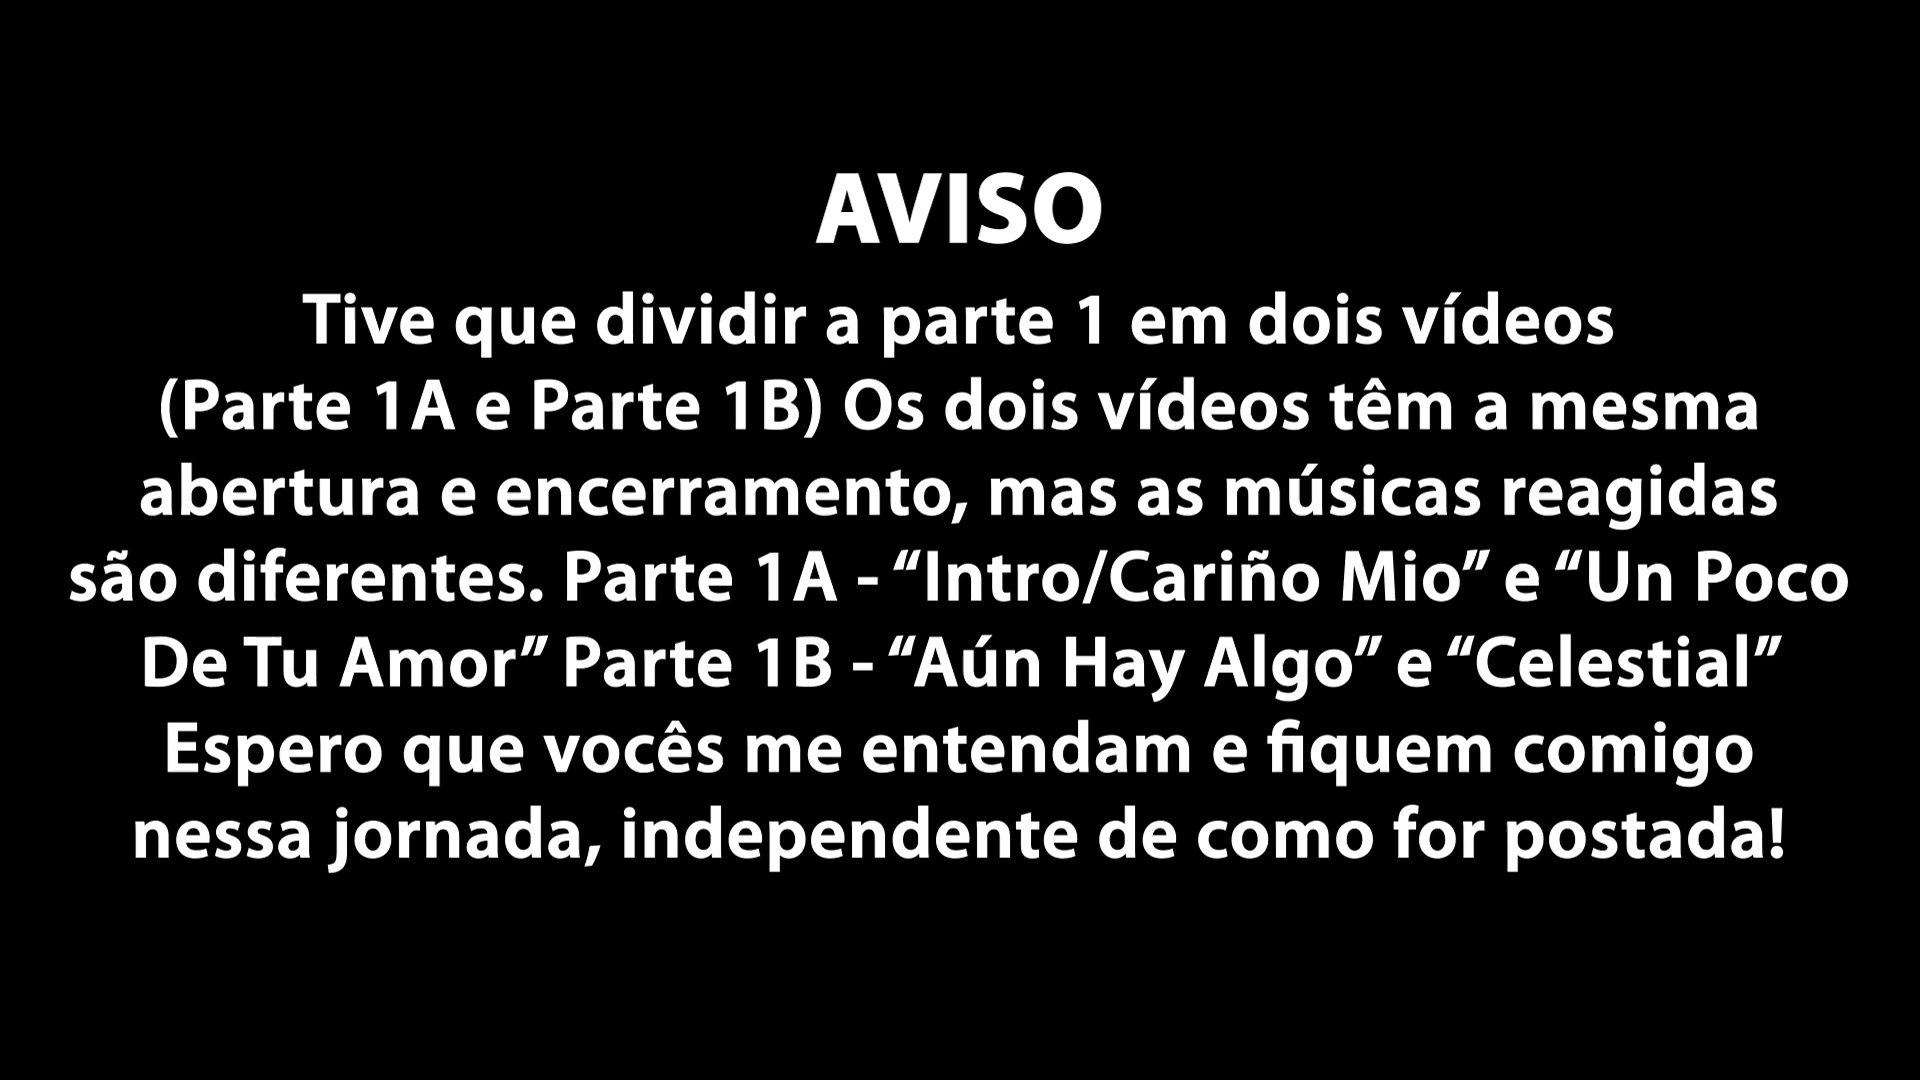 AVISO
Tive que dividir a parte 1 em dois vídeos
(Parte 1A e Parte 1B) Os dois vídeos têm a mesma
abertura e encerramento, mas as músicas reagidas
são diferentes. Parte 1A - “Intro/Cariño Mio” e “Un Poco
De Tu Amor” Parte 1B - “Aún Hay Algo” e “Celestial”
Espero que vocês me entendam e fiquem comigo
nessa jornada, independente de como for postada!